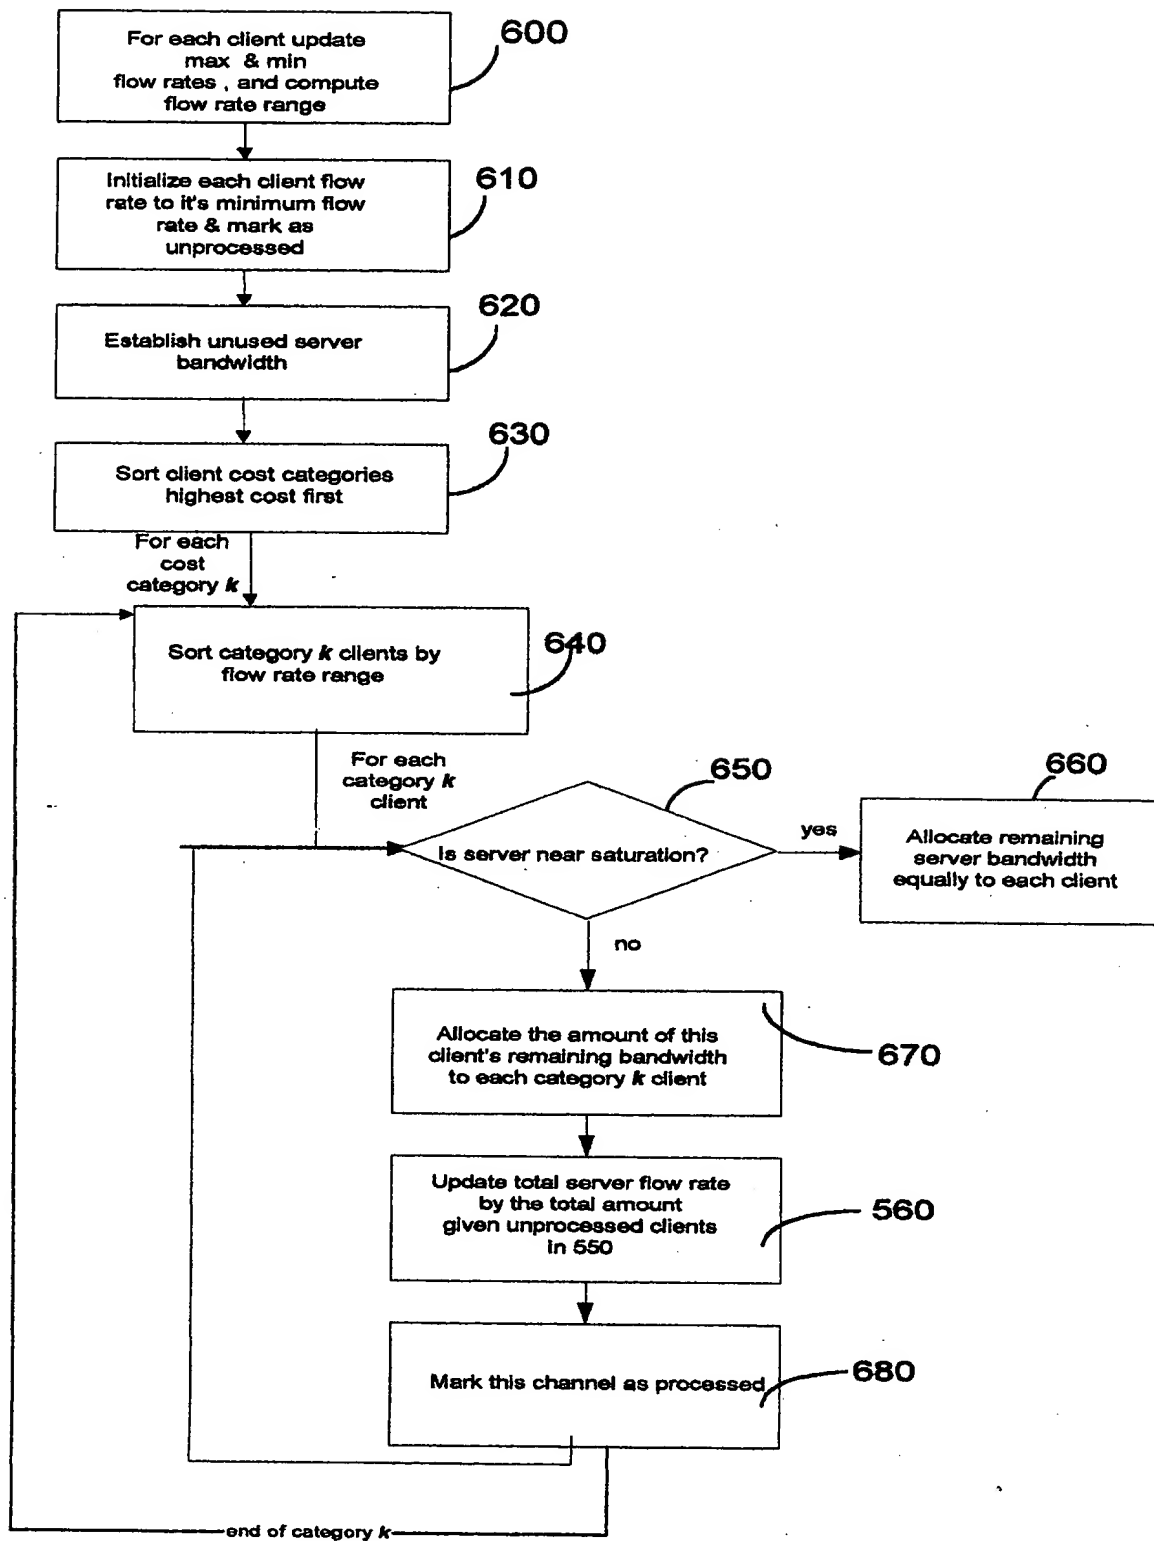 For each client update
max & min
flow rates , and compute
flow rate range
600
Initialize each client flow
rate to it's minimum flow
rate & mark as
unprocessed
610
Establish unused server
bandwidth
620
Sort client cost categories
highest cost first
630
For each
cost
category k
Sort category k clients by
flow rate range
640
For each
category k
client
Is server near saturation?
650
yes
Allocate remaining
server bandwidth
equally to each client
660
no
Allocate the amount of this
client's remaining bandwidth
to each category k client
670
Update total server flow rate
by the total amount
given unprocessed clients
in 550
560
Mark this channel as processed
680
end of category k